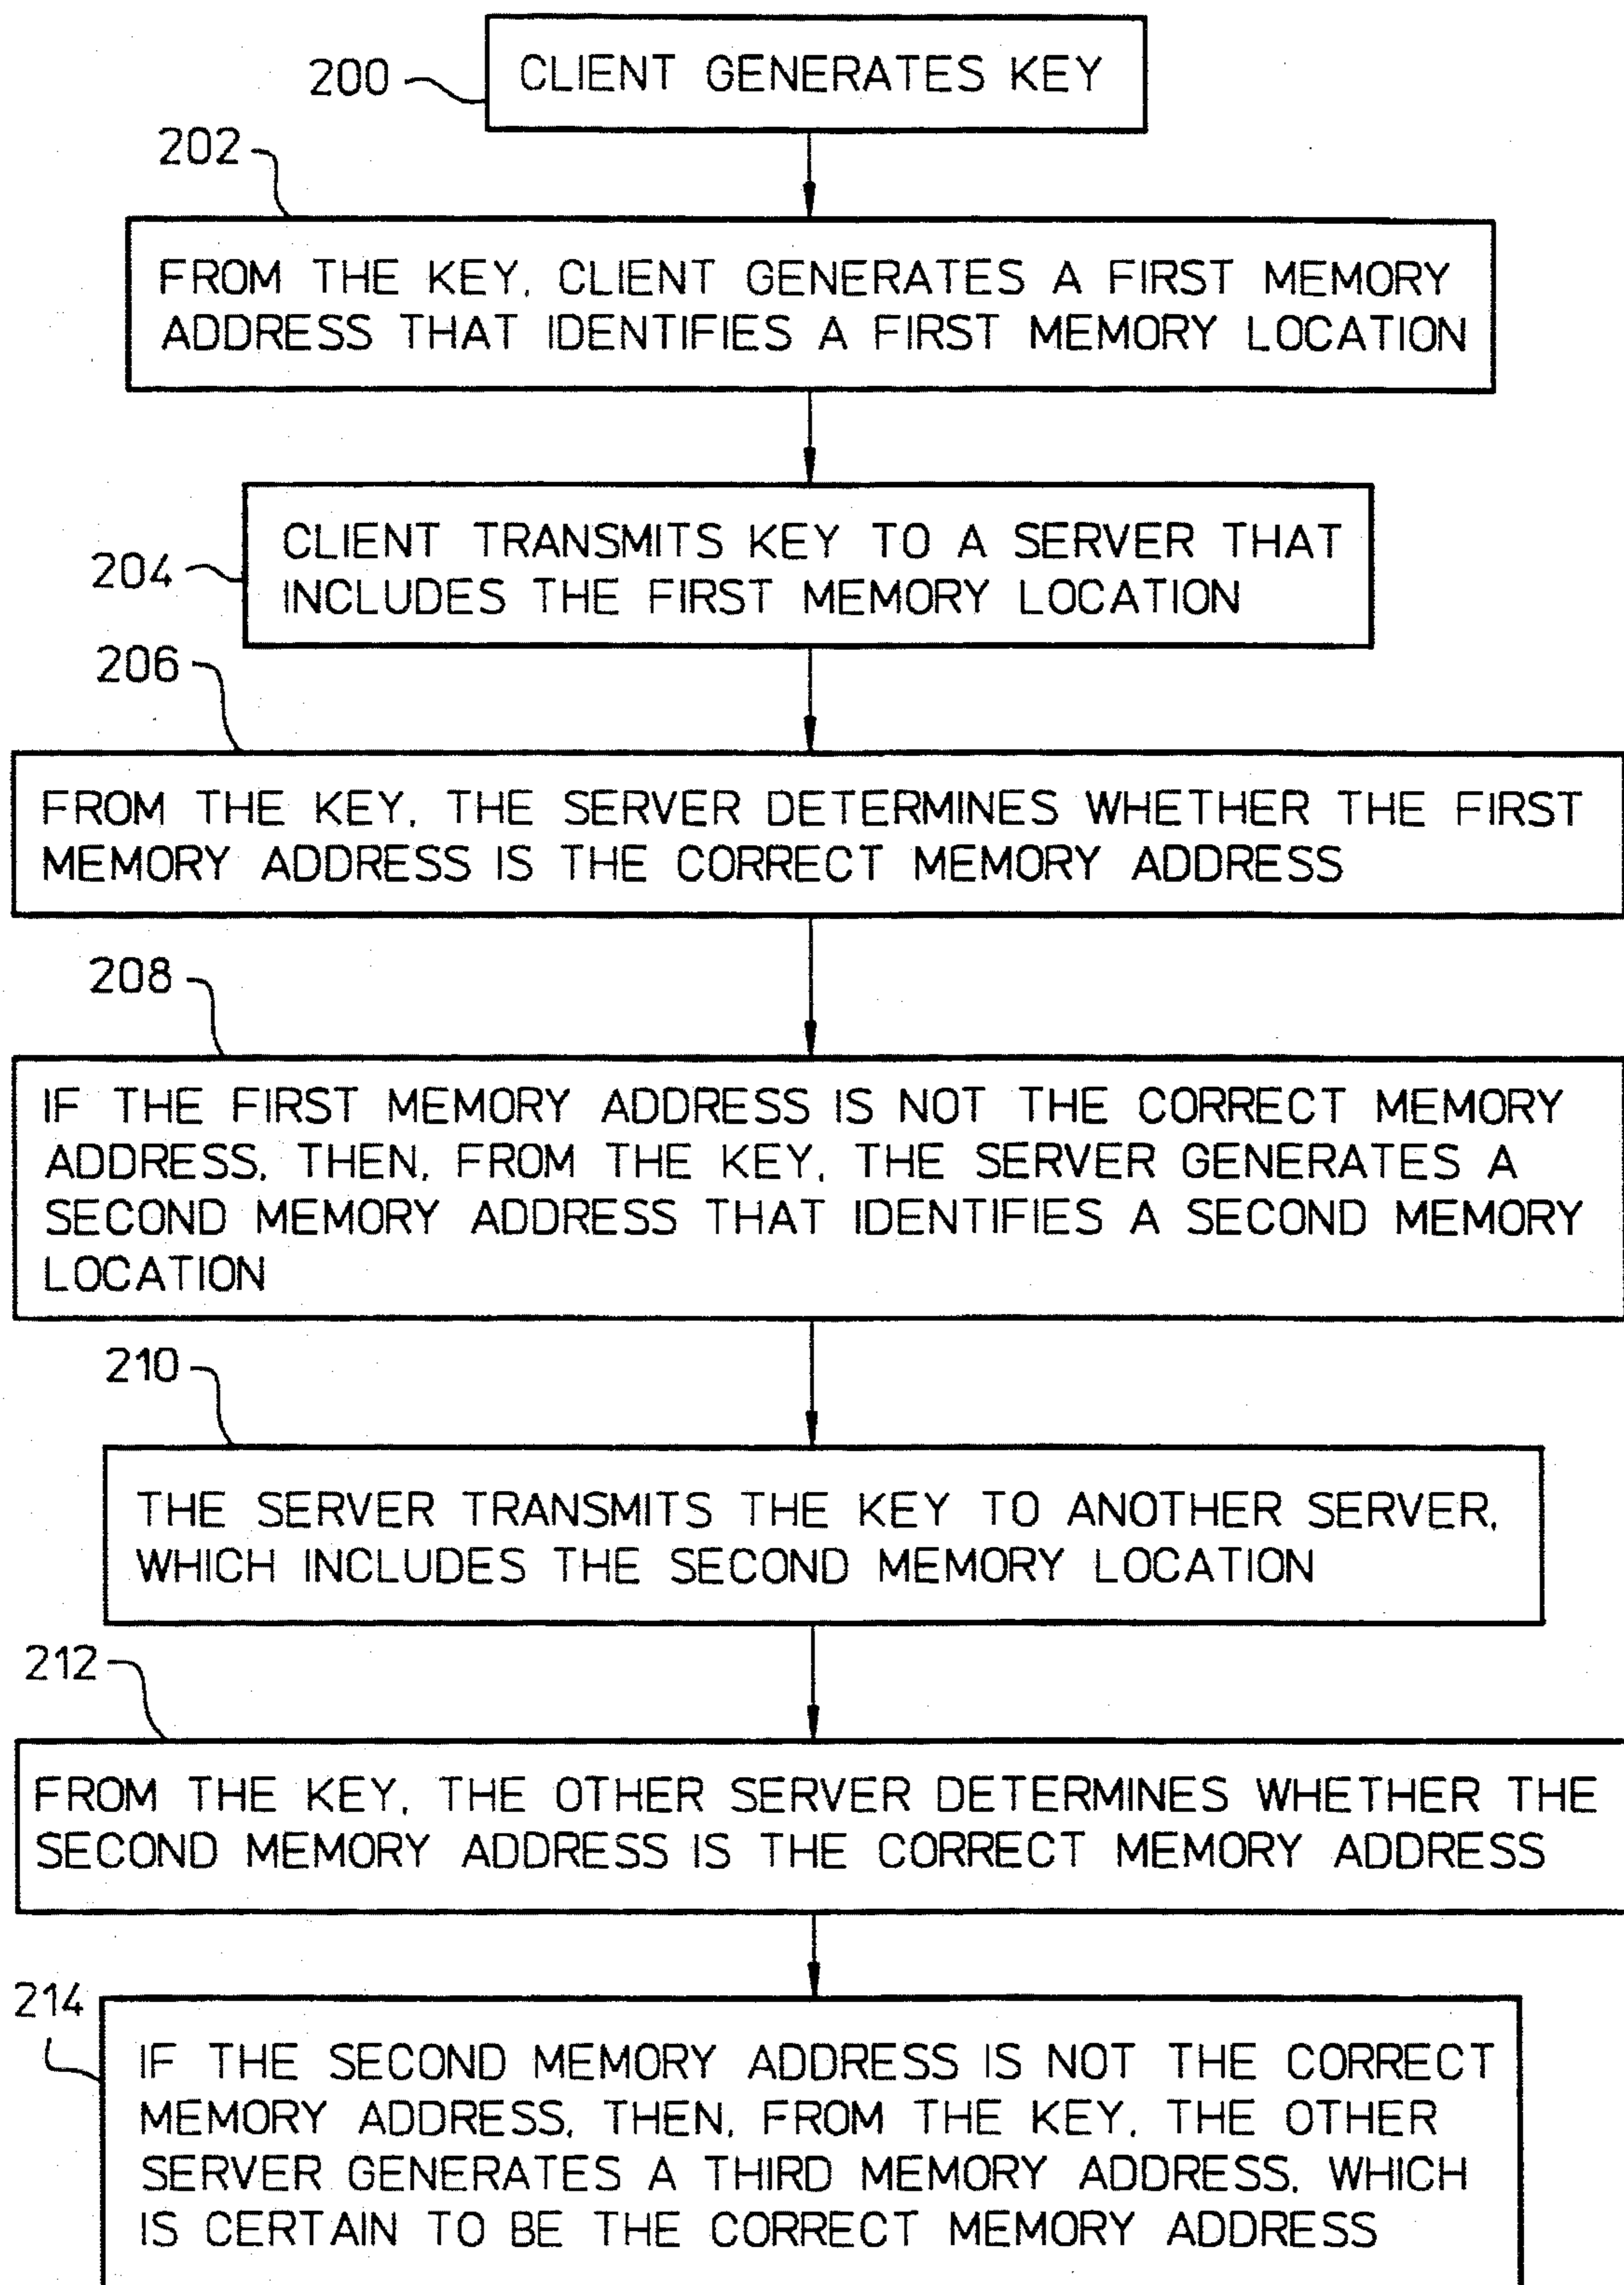 200
CLIENT GENERATES KEY
202
FROM THE KEY, CLIENT GENERATES A FIRST MEMORY
ADDRESS THAT IDENTIFIES A FIRST MEMORY LOCATION
204
CLIENT TRANSMITS KEY TO A SERVER THAT
INCLUDES THE FIRST MEMORY LOCATION
206
FROM THE KEY, THE SERVER DETERMINES WHETHER THE FIRST
MEMORY ADDRESS IS THE CORRECT MEMORY ADDRESS
208
IF THE FIRST MEMORY ADDRESS IS NOT THE CORRECT MEMORY
ADDRESS, THEN, FROM THE KEY, THE SERVER GENERATES A
SECOND MEMORY ADDRESS THAT IDENTIFIES A SECOND MEMORY
LOCATION
210
THE SERVER TRANSMITS THE KEY TO ANOTHER SERVER,
WHICH INCLUDES THE SECOND MEMORY LOCATION
212
FROM THE KEY, THE OTHER SERVER DETERMINES WHETHER THE
SECOND MEMORY ADDRESS IS THE CORRECT MEMORY ADDRESS
214
IF THE SECOND MEMORY ADDRESS IS NOT THE CORRECT
MEMORY ADDRESS, THEN, FROM THE KEY, THE OTHER
SERVER GENERATES A THIRD MEMORY ADDRESS, WHICH
IS CERTAIN TO BE THE CORRECT MEMORY ADDRESS